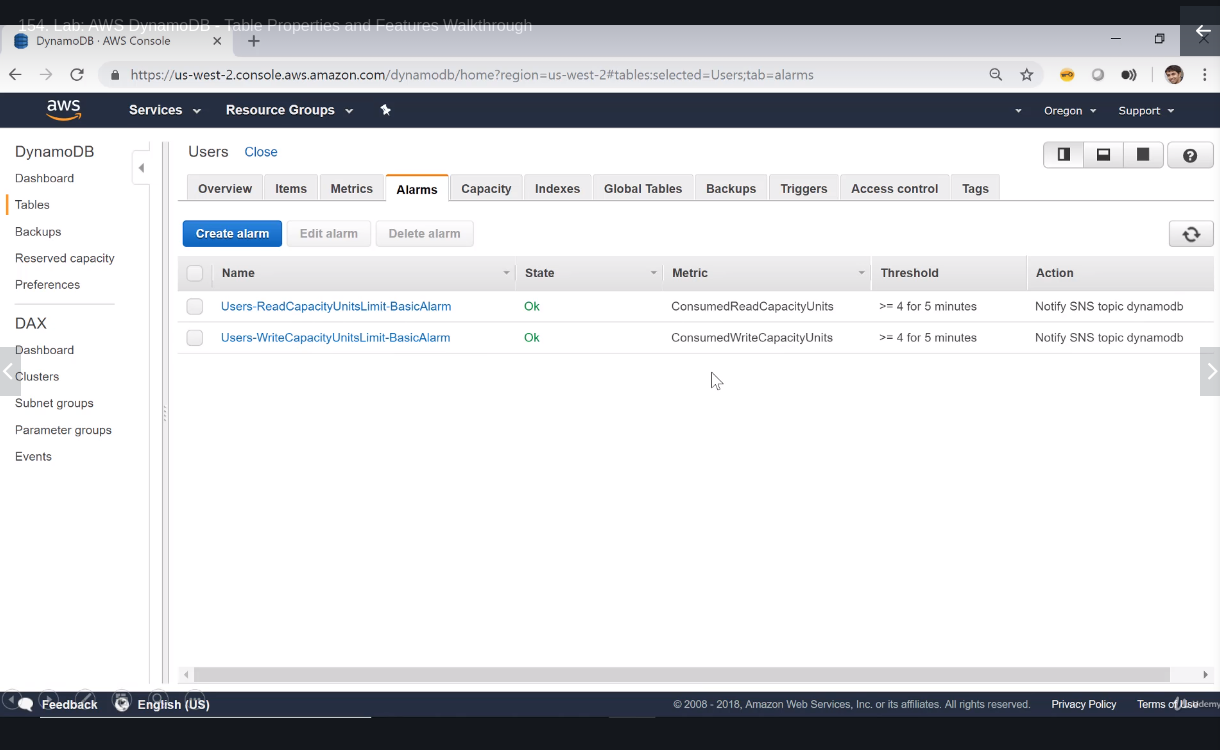 154. Lab: AWS DynamoDB - Table Properties and Features Walkthrough
DynamoDB · AWS Console
https://us-west-2.console.aws.amazon.com/dynamodb/home?region=us-west-2#tables:selected=Users;tab=alarms
aws Services Resource Groups Oregon Support
DynamoDB
Dashboard
Tables
Backups
Reserved capacity
Preferences
DAX
Dashboard
Clusters
Subnet groups
Parameter groups
Events
Users Close
Overview Items Metrics Alarms Capacity Indexes Global Tables Backups Triggers Access control Tags
Create alarm Edit alarm Delete alarm
Name State Metric Threshold Action
Users-ReadCapacityUnitsLimit-BasicAlarm Ok ConsumedReadCapacityUnits >= 4 for 5 minutes Notify SNS topic dynamodb
Users-WriteCapacityUnitsLimit-BasicAlarm Ok ConsumedWriteCapacityUnits >= 4 for 5 minutes Notify SNS topic dynamodb
Feedback English (US) © 2008 - 2018, Amazon Web Services, Inc. or its affiliates. All rights reserved. Privacy Policy Terms of Use
udemy